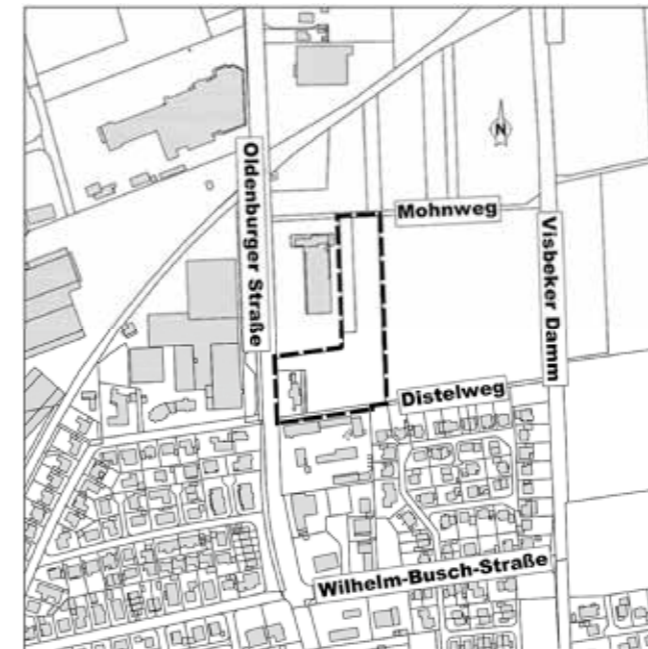 N
Mohnweg
Oldenburger Straße
Visbeker Damm
Distelweg
Wilhelm-Busch-Straße